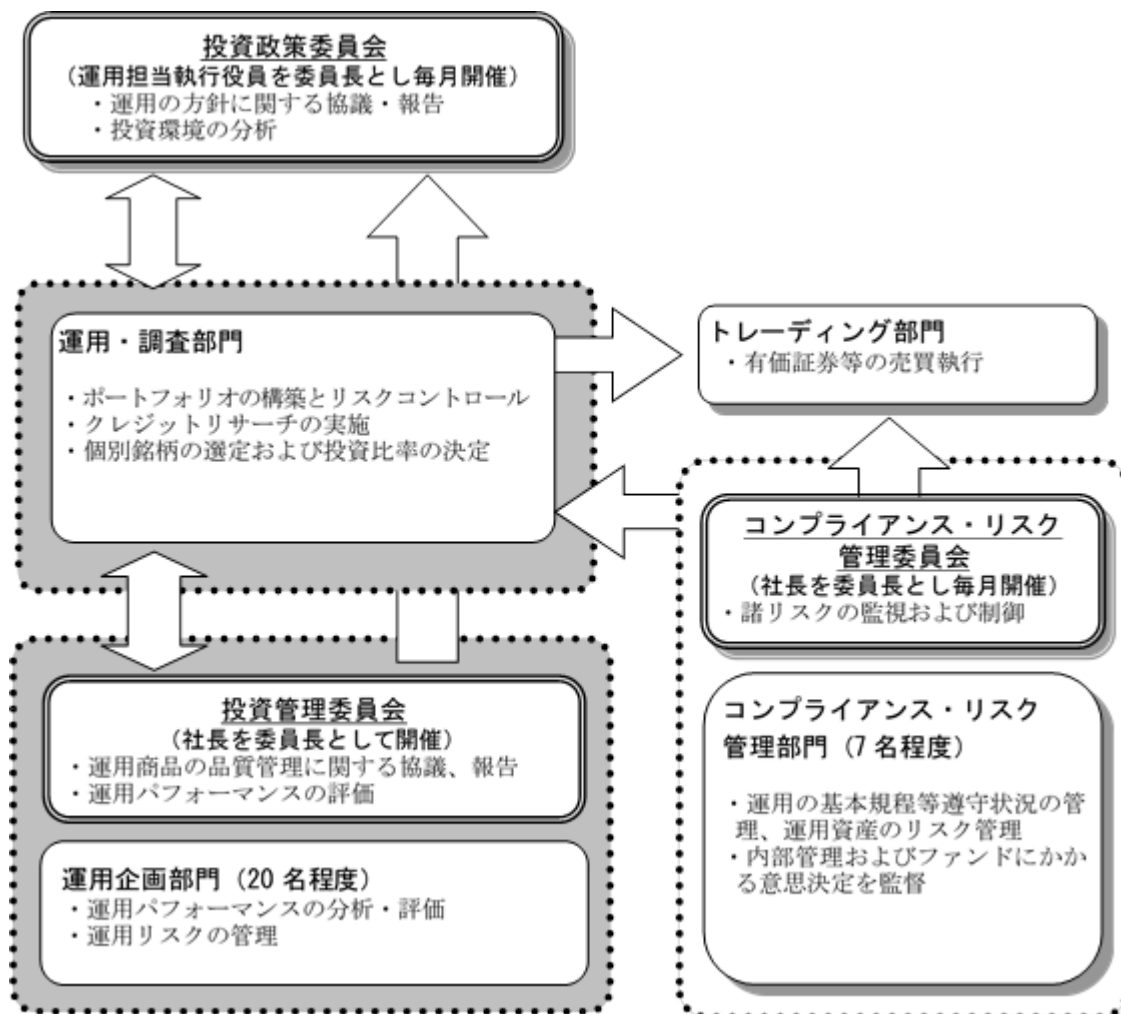 投資政策委員会
(運用担当執行役員を委員長とし毎月開催)
・運用の方針に関する協議・報告
・投資環境の分析
運用・調査部門
・ポートフォリオの構築とリスクコントロール
・クレジットリサーチの実施
・個別銘柄の選定および投資比率の決定
トレーディング部門
・有価証券等の売買執行
コンプライアンス・リスク
管理委員会
(社長を委員長とし毎月開催)
・諸リスクの監視および制御
投資管理委員会
(社長を委員長として開催)
・運用商品の品質管理に関する協議、報告
・運用パフォーマンスの評価
運用企画部門(20名程度)
・運用パフォーマンスの分析・評価
・運用リスクの管理
コンプライアンス・リスク
管理部門(7名程度)
・運用の基本規程等遵守状況の管
理、運用資産のリスク管理
・内部管理およびファンドにかか
る意思決定を監督